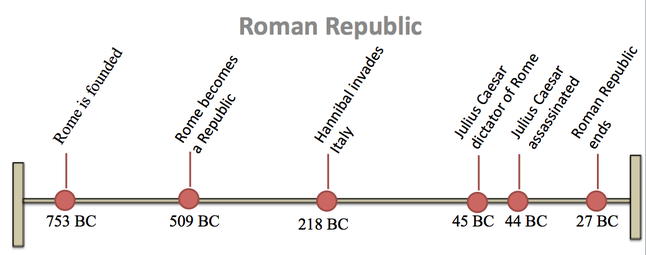 Roman Republic
Rome is founded
Rome becomes
a Republic
Hannibal invades
Italy
Julius Caesar
dictator of Rome
Julius Caesar
assassinated
Roman Republic
ends
753 BC
509 BC
218 BC
45 BC
44 BC
27 BC